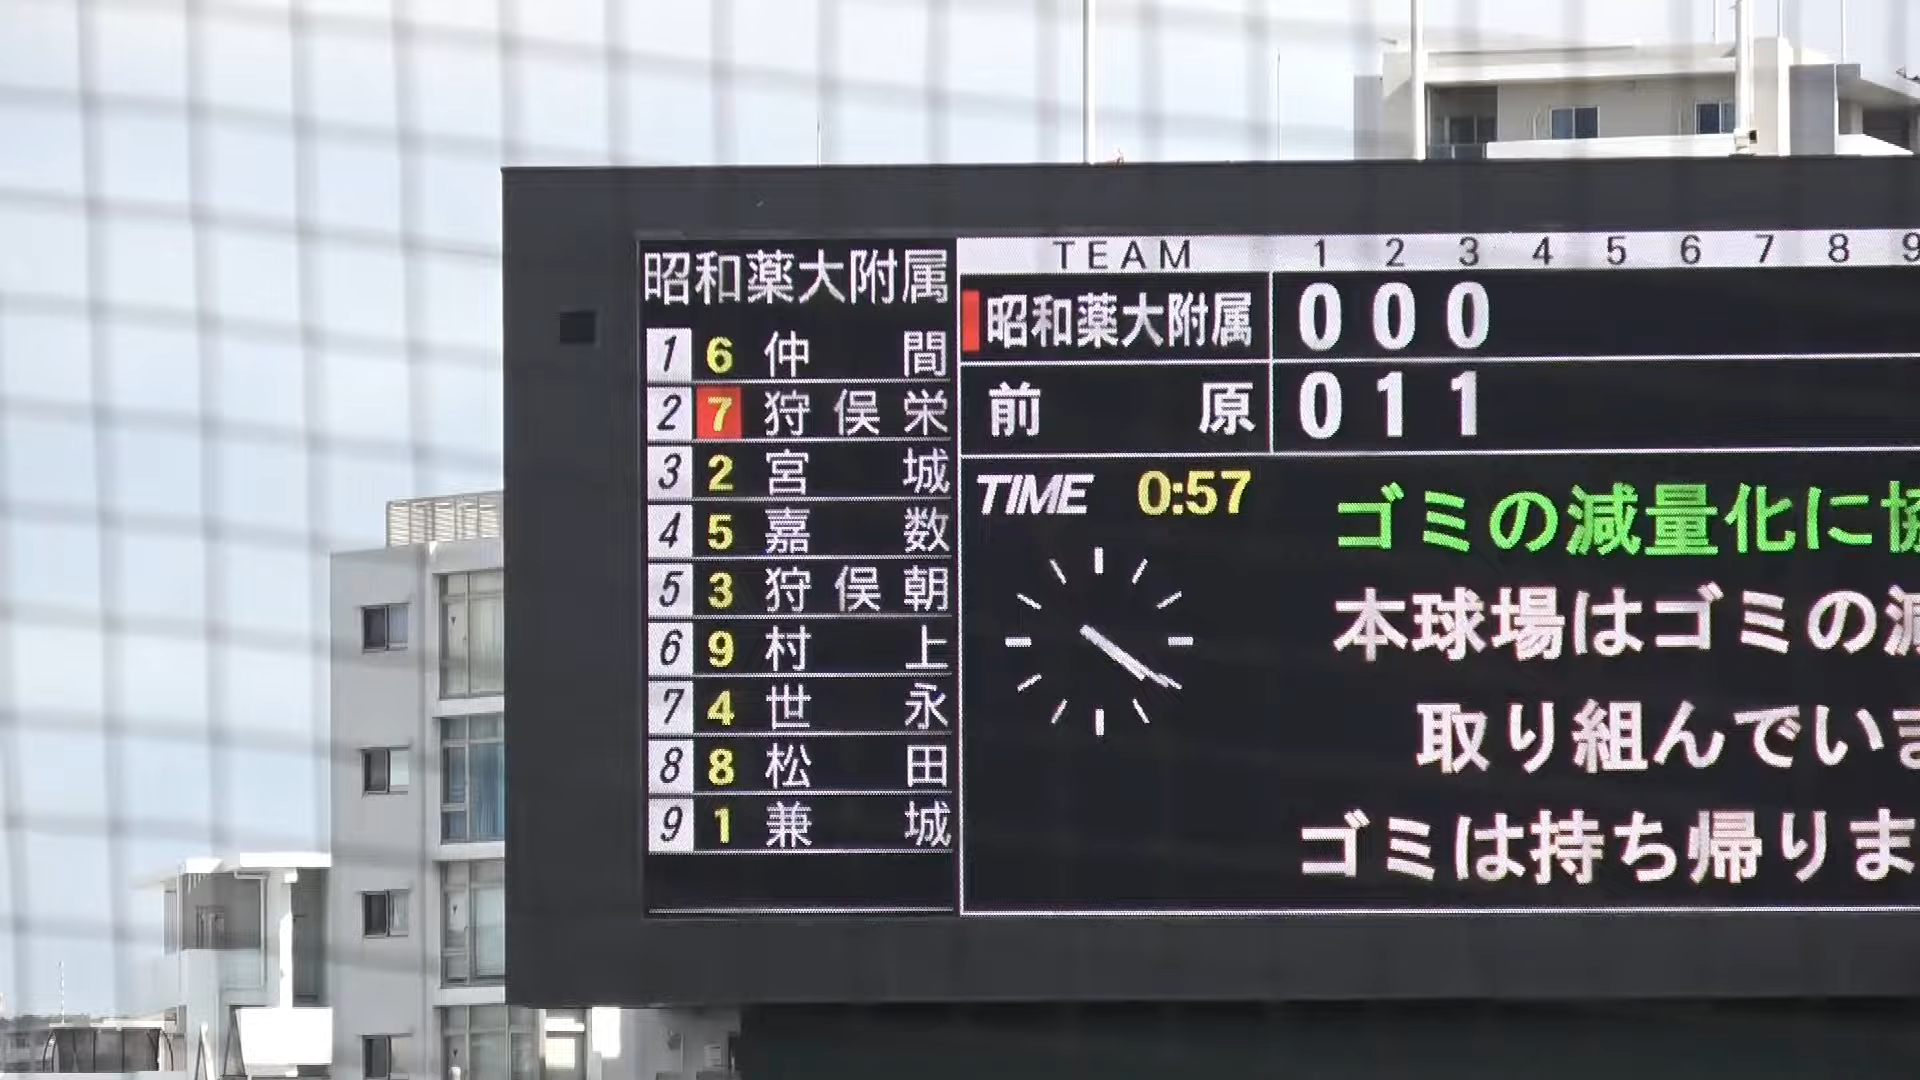 昭和薬大附属
1 6 仲間
2 7 狩俣栄
3 2 宮城
4 5 嘉数
5 3 狩俣朝
6 9 村上
7 4 世永
8 8 松田
9 1 兼城
TEAM 1 2 3 4 5 6 7 8 9
昭和薬大附属 0 0 0
前原 0 1 1
TIME 0:57
ゴミの減量化に協
本球場はゴミの減
取り組んでいま
ゴミは持ち帰りま